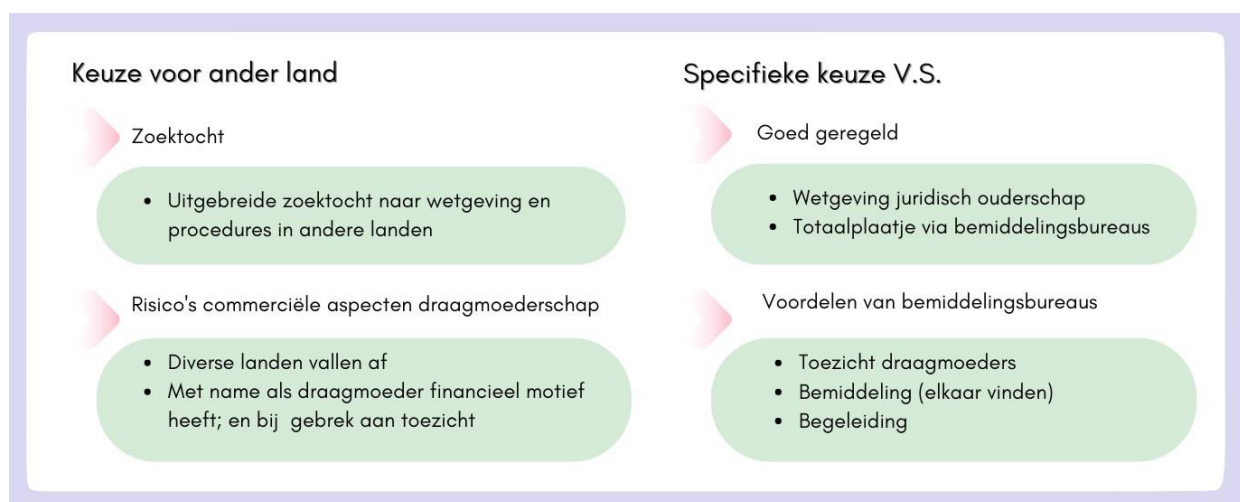 Keuze voor ander land
Zoektocht
• Uitgebreide zoektocht naar wetgeving en
procedures in andere landen
Risico's commerciële aspecten draagmoederschap
• Diverse landen vallen af
• Met name als draagmoeder financieel motief
heeft; en bij gebrek aan toezicht
Specifieke keuze V.S.
Goed geregeld
• Wetgeving juridisch ouderschap
• Totaalplaatje via bemiddelingsbureaus
Voordelen van bemiddelingsbureaus
• Toezicht draagmoeders
• Bemiddeling (elkaar vinden)
• Begeleiding